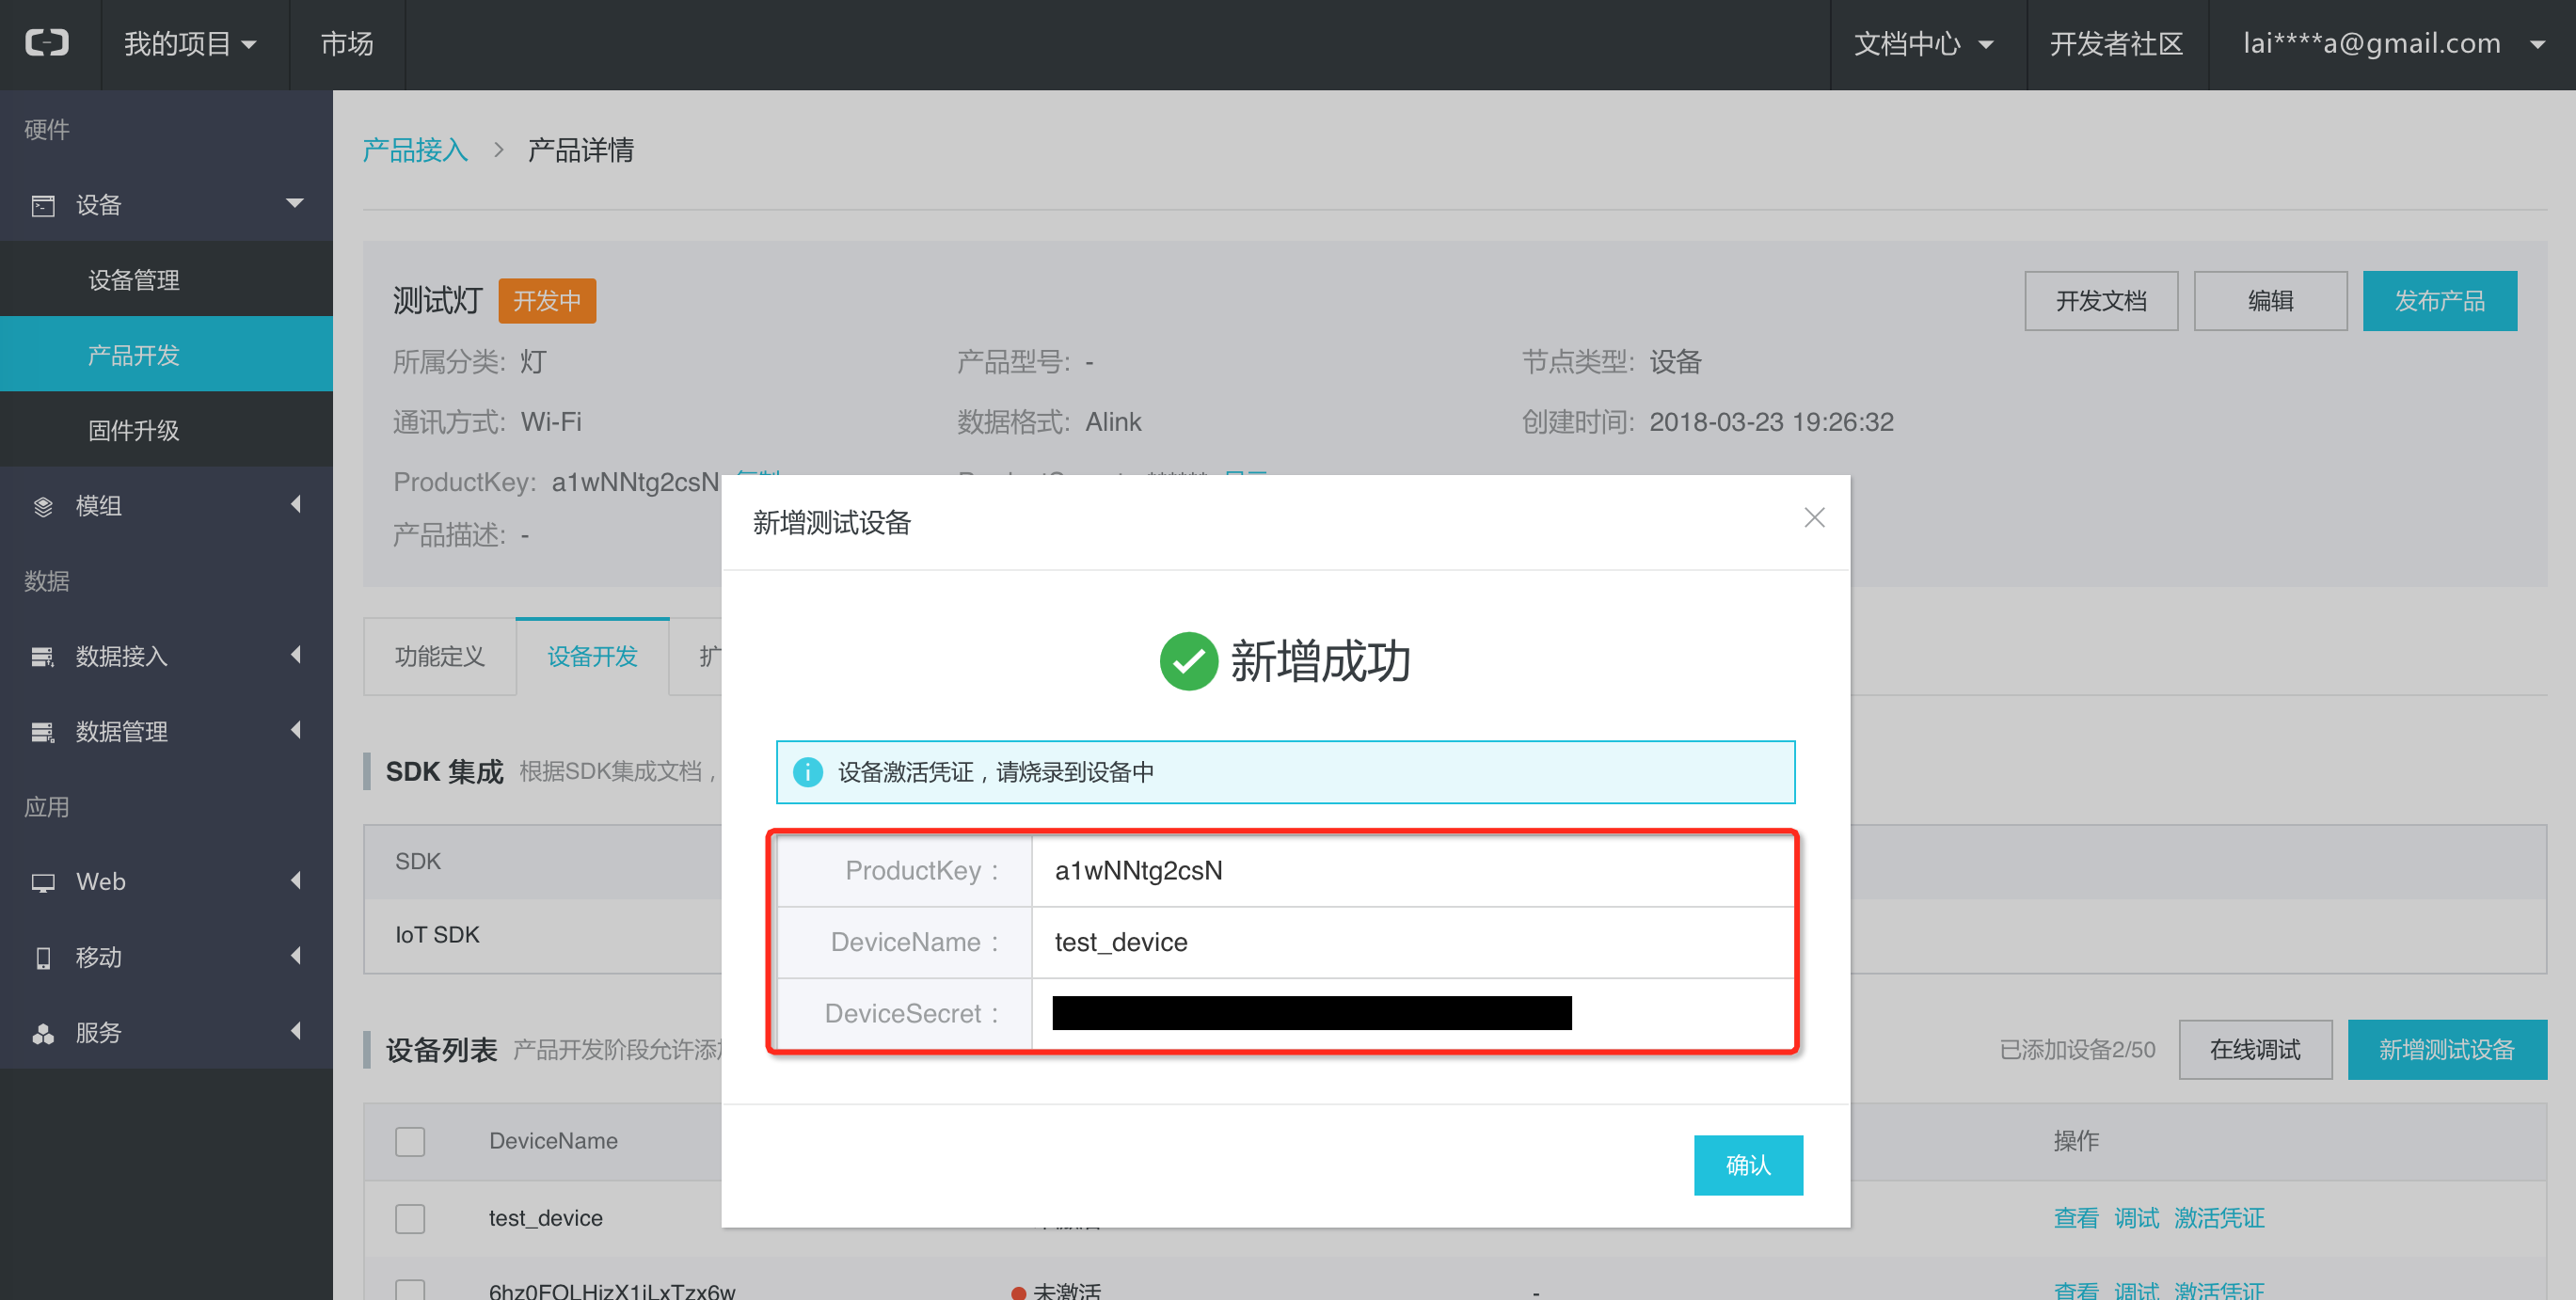 我的项目
市场
文档中心
开发者社区
lai****a@gmail.com
硬件
设备
设备管理
产品开发
固件升级
模组
数据
数据接入
数据管理
应用
Web
移动
服务
产品接入 > 产品详情
测试灯 开发中
开发文档
编辑
发布产品
所属分类: 灯
产品型号: -
节点类型: 设备
通讯方式: Wi-Fi
数据格式: Alink
创建时间: 2018-03-23 19:26:32
ProductKey: a1wNNtg2csN
产品描述: -
功能定义
设备开发
SDK 集成 根据SDK集成文档，
SDK
IoT SDK
设备列表 产品开发阶段允许添
已添加设备2/50
在线调试
新增测试设备
DeviceName
操作
test_device
查看 调试 激活凭证
6hz0FOLHizX1iLxTzx6w
未激活
-
查看 调试 激活凭证
新增测试设备
新增成功
设备激活凭证，请烧录到设备中
ProductKey： a1wNNtg2csN
DeviceName： test_device
DeviceSecret：
确认